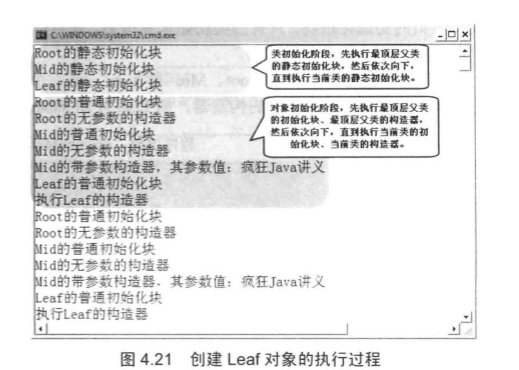 C:\WINDOWS\system32\cmd.exe
Root的静态初始化块
Mid的静态初始化块
Leaf的静态初始化块
Root的普通初始化块
Root的无参数的构造器
Mid的普通初始化块
Mid的无参数的构造器
Mid的带参数构造器，其参数值：疯狂Java讲义
Leaf的普通初始化块
执行Leaf的构造器
Root的普通初始化块
Root的无参数的构造器
Mid的普通初始化块
Mid的无参数的构造器
Mid的带参数构造器，其参数值：疯狂Java讲义
Leaf的普通初始化块
执行Leaf的构造器
类初始化阶段，先执行最顶层父类
的静态初始化块，然后依次向下，
直到执行当前类的静态初始化块。
对象初始化阶段，先执行最顶层父类
的初始化块、最顶层父类的构造器，
然后依次向下，直到执行当前类的初
始化块、当前类的构造器。
图 4.21 创建 Leaf 对象的执行过程